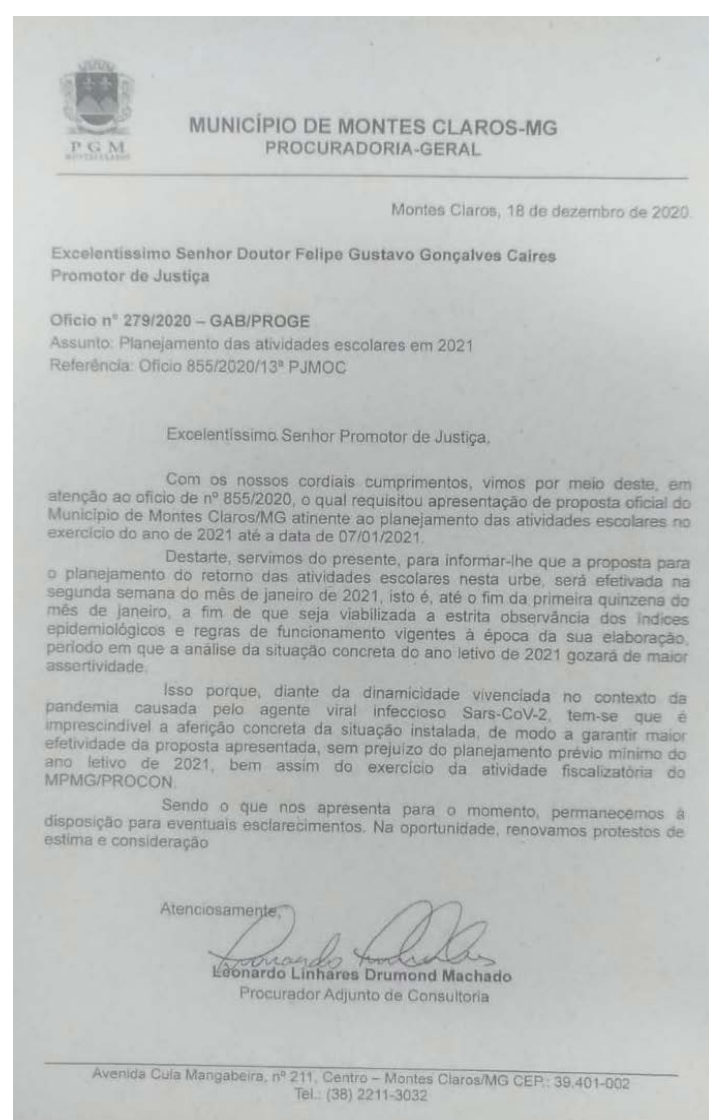 PGM
MONTES CLAROS
MUNICÍPIO DE MONTES CLAROS-MG
PROCURADORIA-GERAL
Montes Claros, 18 de dezembro de 2020.
Excelentíssimo Senhor Doutor Felipe Gustavo Gonçalves Caires
Promotor de Justiça
Ofício n° 279/2020 – GAB/PROGE
Assunto: Planejamento das atividades escolares em 2021
Referência: Ofício 855/2020/13ª PJMOC
Excelentíssimo Senhor Promotor de Justiça,
Com os nossos cordiais cumprimentos, vimos por meio deste, em
atenção ao ofício de nº 855/2020, o qual requisitou apresentação de proposta oficial do
Município de Montes Claros/MG atinente ao planejamento das atividades escolares no
exercício do ano de 2021 até a data de 07/01/2021.
Destarte, servimos do presente, para informar-lhe que a proposta para
o planejamento do retorno das atividades escolares nesta urbe, será efetivada na
segunda semana do mês de janeiro de 2021, isto é, até o fim da primeira quinzena do
mês de janeiro, a fim de que seja viabilizada a estrita observância dos índices
epidemiológicos e regras de funcionamento vigentes à época da sua elaboração,
período em que a análise da situação concreta do ano letivo de 2021 gozará de maior
assertividade.
Isso porque, diante da dinamicidade vivenciada no contexto da
pandemia causada pelo agente viral infeccioso Sars-CoV-2, tem-se que é
imprescindível a aferição concreta da situação instalada, de modo a garantir maior
efetividade da proposta apresentada, sem prejuízo do planejamento prévio mínimo do
ano letivo de 2021, bem assim do exercício da atividade fiscalizatória do
MPMG/PROCON.
Sendo o que nos apresenta para o momento, permanecemos à
disposição para eventuais esclarecimentos. Na oportunidade, renovamos protestos de
estima e consideração
Atenciosamente,
Leonardo Linhares Drumond Machado
Procurador Adjunto de Consultoria
Avenida Cula Mangabeira, nº 211, Centro – Montes Claros/MG CEP.: 39.401-002
Tel.: (38) 2211-3032